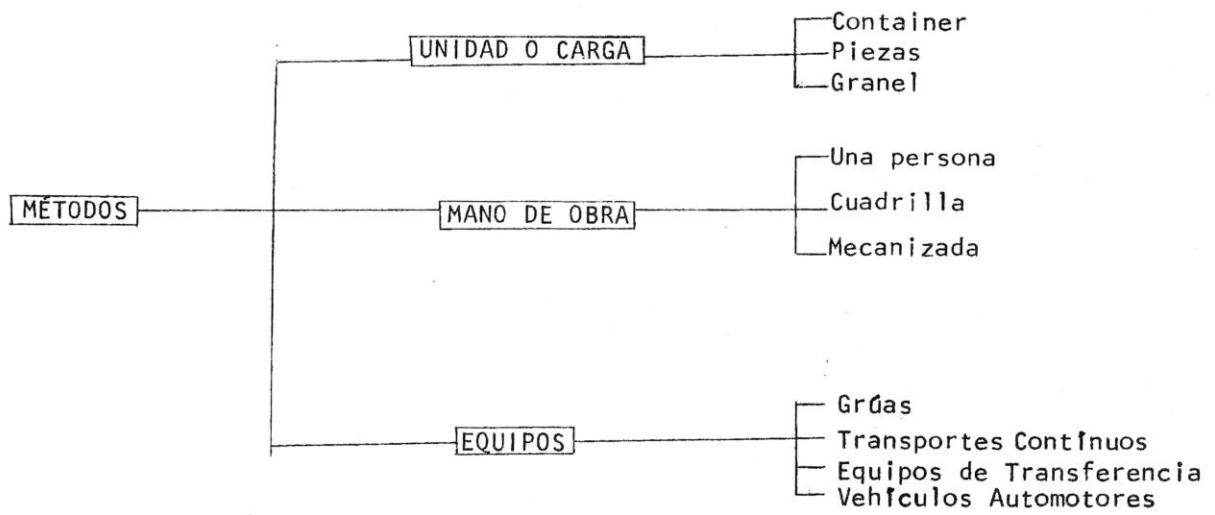 Container
UNIDAD O CARGA
Piezas
Granel
Una persona
MÉTODOS
MANO DE OBRA
Cuadrilla
Mecanizada
Grúas
EQUIPOS
Transportes Contínuos
Equipos de Transferencia
Vehículos Automotores